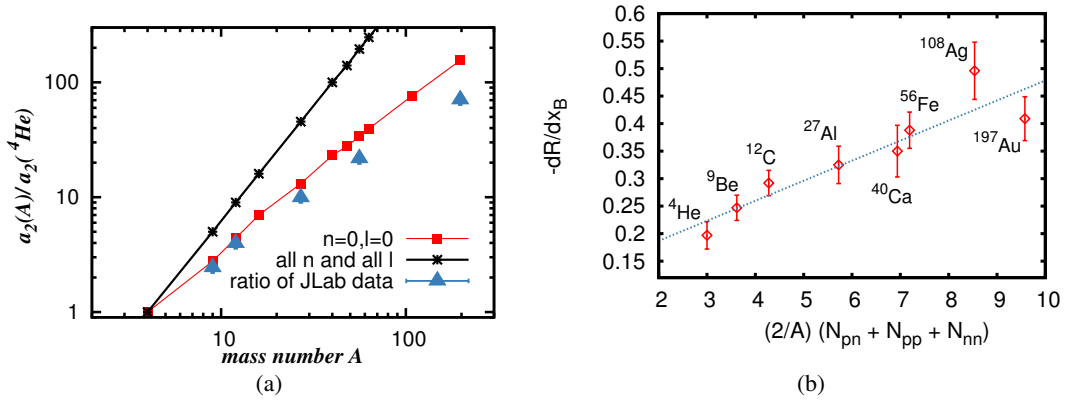 a₂(A)/a₂(⁴He)
100
10
1
10
100
n=0,l=0
all n and all l
ratio of JLab data
mass number A
(a)
-dR/dx_B
0.6
0.55
0.5
0.45
0.4
0.35
0.3
0.25
0.2
0.15
¹⁰⁸Ag
⁵⁶Fe
²⁷Al
¹⁹⁷Au
¹²C
⁹Be
⁴⁰Ca
⁴He
2 3 4 5 6 7 8 9 10
(2/A) (N_pn + N_pp + N_nn)
(b)